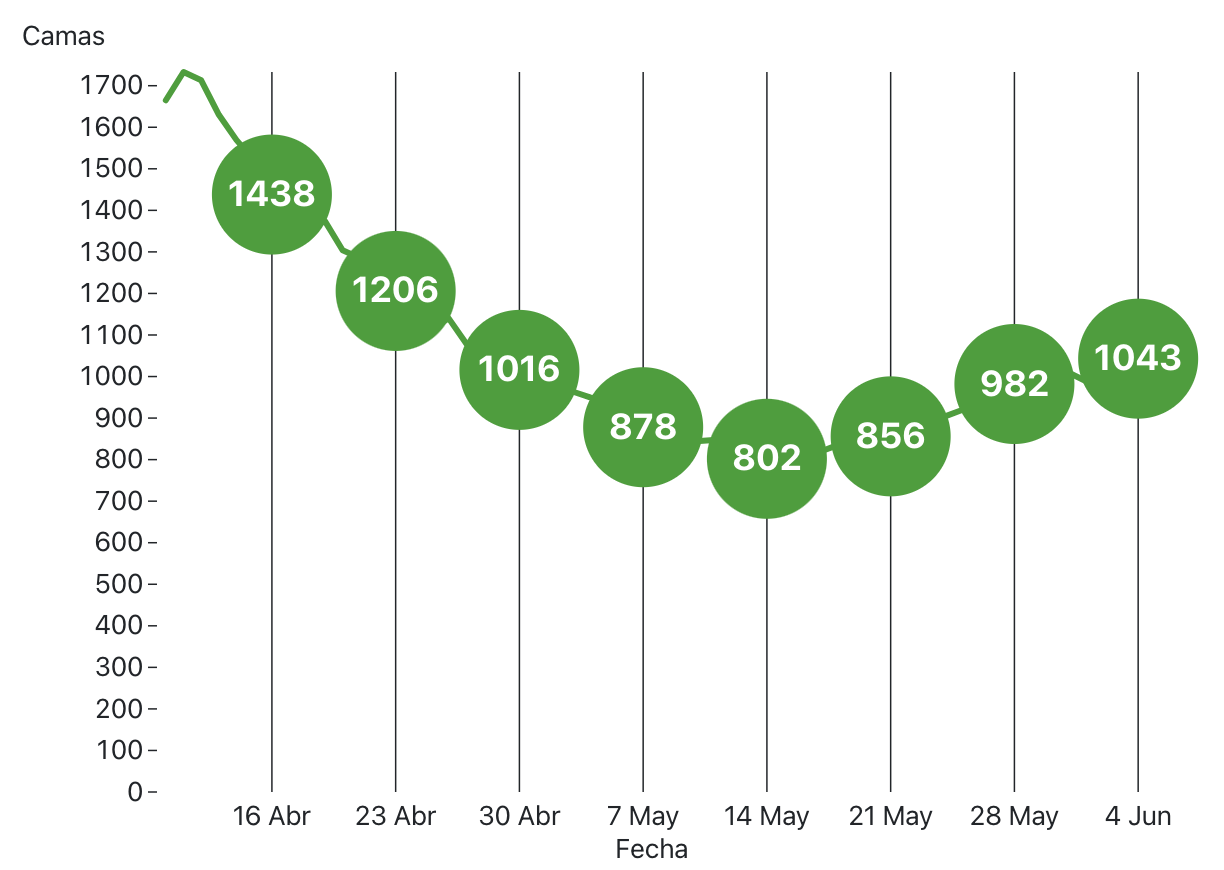 Camas
1700
1600
1500
1400
1300
1200
1100
1000
900
800
700
600
500
400
300
200
100
0
1438
1206
1016
878
802
856
982
1043
16 Abr
23 Abr
30 Abr
7 May
14 May
21 May
28 May
4 Jun
Fecha